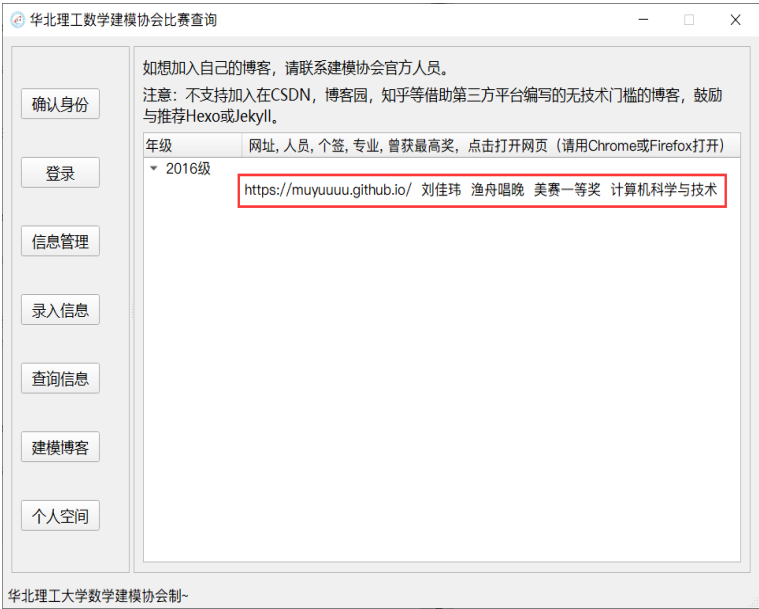 华北理工数学建模协会比赛查询
如想加入自己的博客，请联系建模协会官方人员。
注意：不支持加入在CSDN，博客园，知乎等借助第三方平台编写的无技术门槛的博客，鼓励
与推荐Hexo或Jekyll。
年级 网址, 人员, 个签, 专业, 曾获最高奖，点击打开网页（请用Chrome或Firefox打开）
2016级
https://muyuuuu.github.io/ 刘佳玮 渔舟唱晚 美赛一等奖 计算机科学与技术
确认身份
登录
信息管理
录入信息
查询信息
建模博客
个人空间
华北理工大学数学建模协会制~